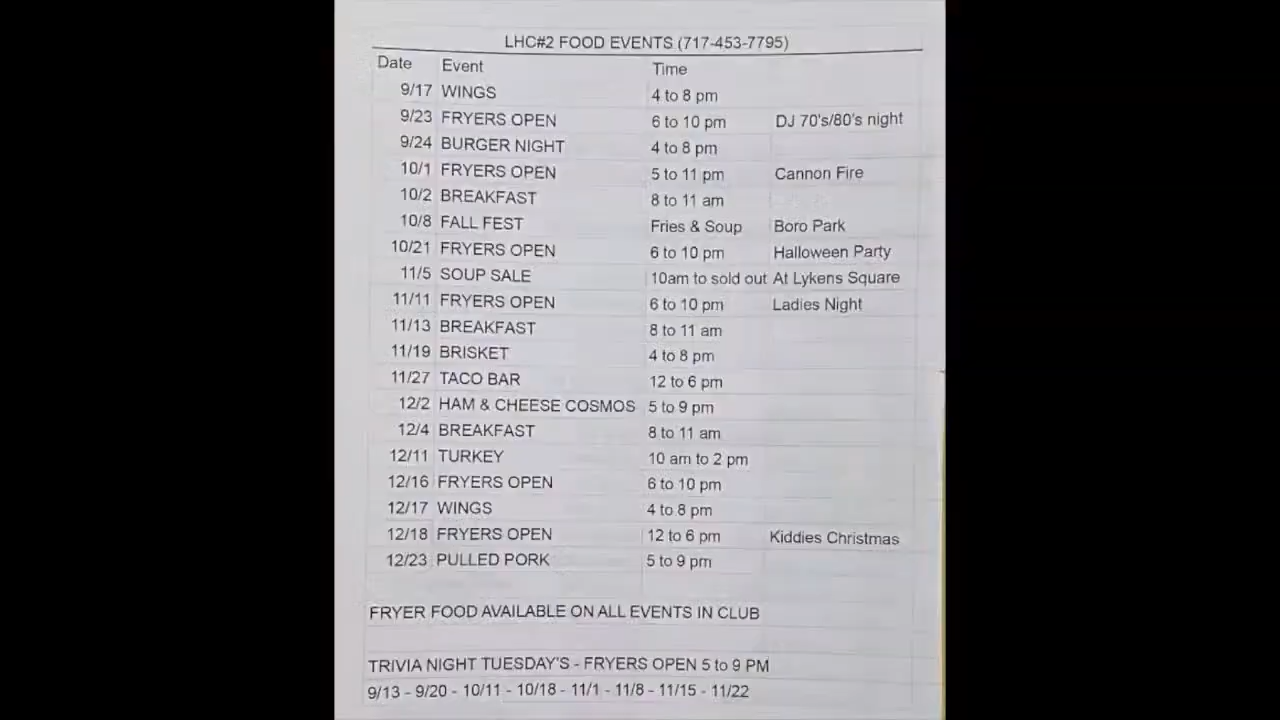 LHC#2 FOOD EVENTS (717-453-7795)
Date Event Time
9/17 WINGS 4 to 8 pm
9/23 FRYERS OPEN 6 to 10 pm DJ 70's/80's night
9/24 BURGER NIGHT 4 to 8 pm
10/1 FRYERS OPEN 5 to 11 pm Cannon Fire
10/2 BREAKFAST 8 to 11 am
10/8 FALL FEST Fries & Soup Boro Park
10/21 FRYERS OPEN 6 to 10 pm Halloween Party
11/5 SOUP SALE 10am to sold out At Lykens Square
11/11 FRYERS OPEN 6 to 10 pm Ladies Night
11/13 BREAKFAST 8 to 11 am
11/19 BRISKET 4 to 8 pm
11/27 TACO BAR 12 to 6 pm
12/2 HAM & CHEESE COSMOS 5 to 9 pm
12/4 BREAKFAST 8 to 11 am
12/11 TURKEY 10 am to 2 pm
12/16 FRYERS OPEN 6 to 10 pm
12/17 WINGS 4 to 8 pm
12/18 FRYERS OPEN 12 to 6 pm Kiddies Christmas
12/23 PULLED PORK 5 to 9 pm
FRYER FOOD AVAILABLE ON ALL EVENTS IN CLUB
TRIVIA NIGHT TUESDAY'S - FRYERS OPEN 5 to 9 PM
9/13 - 9/20 - 10/11 - 10/18 - 11/1 - 11/8 - 11/15 - 11/22